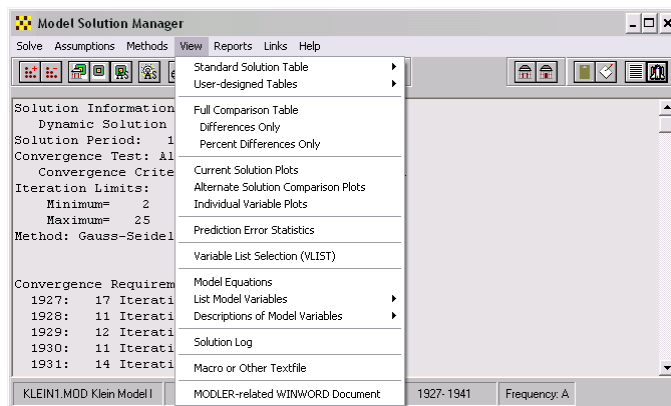 Model Solution Manager
Solve Assumptions Methods View Reports Links Help
Standard Solution Table
User-designed Tables
Full Comparison Table
Differences Only
Percent Differences Only
Current Solution Plots
Alternate Solution Comparison Plots
Individual Variable Plots
Prediction Error Statistics
Variable List Selection (VLIST)
Model Equations
List Model Variables
Descriptions of Model Variables
Solution Log
Macro or Other Textfile
MODLER-related WINWORD Document
Solution Information
Dynamic Solution
Solution Period: 1
Convergence Test: Al
Convergence Crite
Iteration Limits:
Minimum= 2
Maximum= 25
Method: Gauss-Seidel
Convergence Requirem
1927: 17 Iterati
1928: 11 Iterati
1929: 12 Iterati
1930: 11 Iterati
1931: 14 Iterati
KLEIN1.MOD Klein Model I 1927-1941 Frequency: A